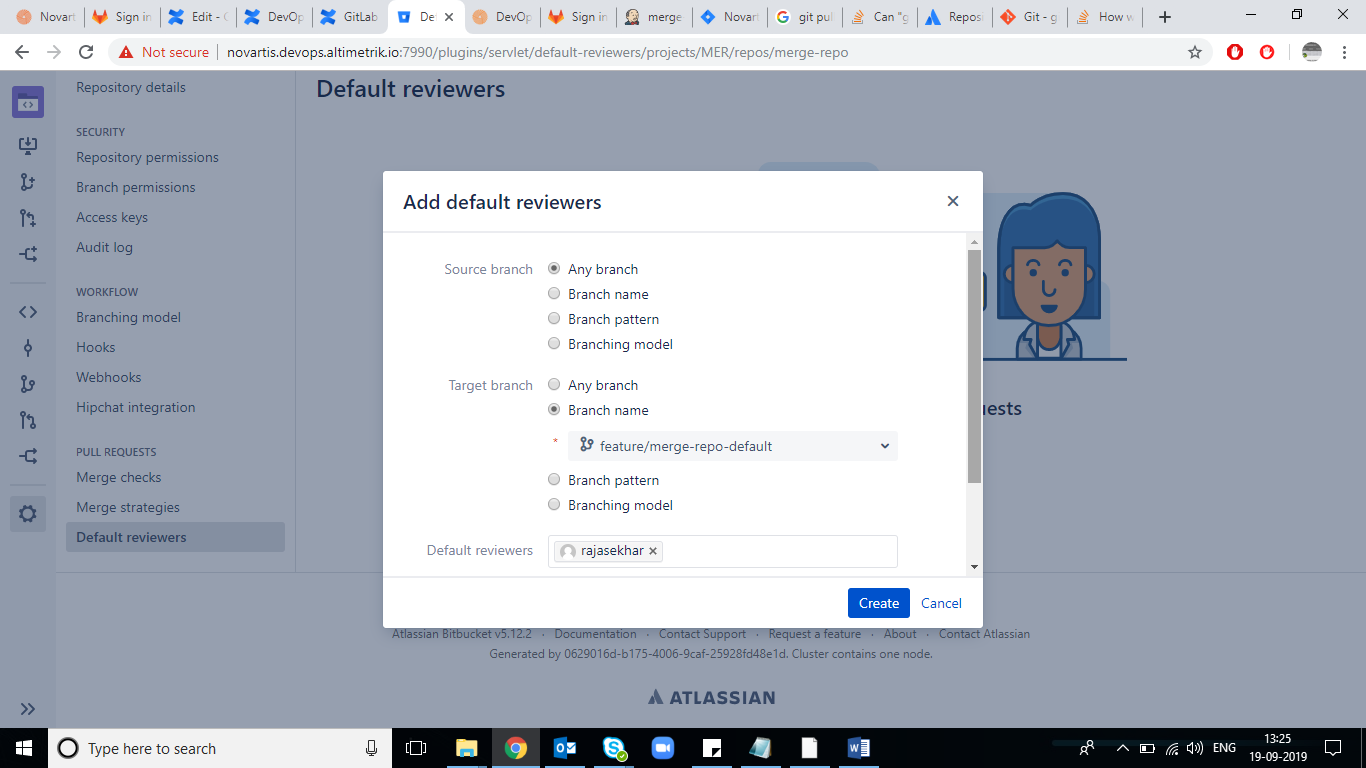 Novart
Sign in
Edit - C
DevOp
GitLab
De
DevOp
Sign in
merge
Novart
git pul
Can "g
Repos
Git - g
How w
Not secure
novartis.devops.altimetrik.io:7990/plugins/servlet/default-reviewers/projects/MER/repos/merge-repo
Repository details
SECURITY
Repository permissions
Branch permissions
Access keys
Audit log
WORKFLOW
Branching model
Hooks
Webhooks
Hipchat integration
PULL REQUESTS
Merge checks
Merge strategies
Default reviewers
Default reviewers
Add default reviewers
Source branch
Any branch
Branch name
Branch pattern
Branching model
Target branch
Any branch
Branch name
* feature/merge-repo-default
Branch pattern
Branching model
Default reviewers
rajasekhar
Create Cancel
uests
Atlassian Bitbucket v5.12.2 · Documentation · Contact Support · Request a feature · About · Contact Atlassian
Generated by 0629016d-b175-4006-9caf-25928fd48e1d. Cluster contains one node.
ATLASSIAN
Type here to search
ENG
13:25
19-09-2019